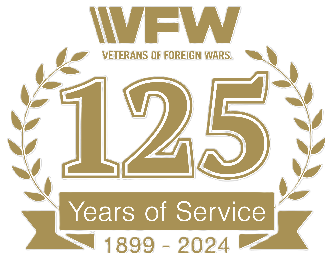 VFW
VETERANS OF FOREIGN WARS.
125
Years of Service
1899 - 2024